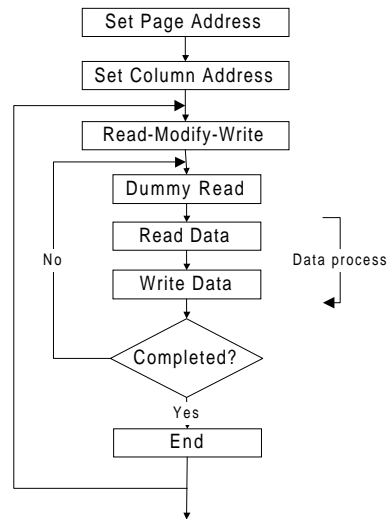 Set Page Address
Set Column Address
Read-Modify-Write
Dummy Read
Read Data
No
Data process
Write Data
Completed?
Yes
End